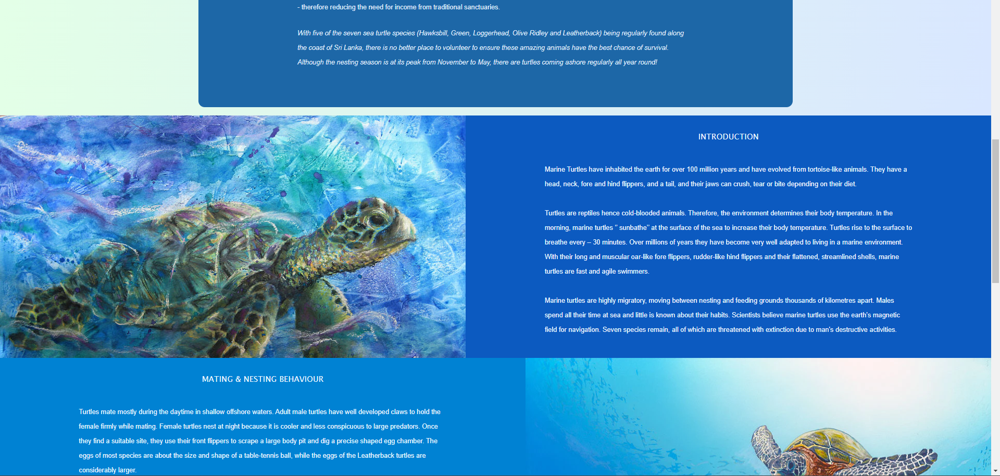 - therefore reducing the need for income from traditional sanctuaries.
With five of the seven sea turtle species (Hawksbill, Green, Loggerhead, Olive Ridley and Leatherback) being regularly found along
the coast of Sri Lanka, there is no better place to volunteer to ensure these amazing animals have the best chance of survival.
Although the nesting season is at its peak from November to May, there are turtles coming ashore regularly all year round!
INTRODUCTION
Marine Turtles have inhabited the earth for over 100 million years and have evolved from tortoise-like animals. They have a
head, neck, fore and hind flippers, and a tail, and their jaws can crush, tear or bite depending on their diet.
Turtles are reptiles hence cold-blooded animals. Therefore, the environment determines their body temperature. In the
morning, marine turtles “ sunbathe” at the surface of the sea to increase their body temperature. Turtles rise to the surface to
breathe every – 30 minutes. Over millions of years they have become very well adapted to living in a marine environment.
With their long and muscular oar-like fore flippers, rudder-like hind flippers and their flattened, streamlined shells, marine
turtles are fast and agile swimmers.
Marine turtles are highly migratory, moving between nesting and feeding grounds thousands of kilometres apart. Males
spend all their time at sea and little is known about their habits. Scientists believe marine turtles use the earth's magnetic
field for navigation. Seven species remain, all of which are threatened with extinction due to man's destructive activities.
MATING & NESTING BEHAVIOUR
Turtles mate mostly during the daytime in shallow offshore waters. Adult male turtles have well developed claws to hold the
female firmly while mating. Female turtles nest at night because it is cooler and less conspicuous to large predators. Once
they find a suitable site, they use their front flippers to scrape a large body pit and dig a precise shaped egg chamber. The
eggs of most species are about the size and shape of a table-tennis ball, while the eggs of the Leatherback turtles are
considerably larger.